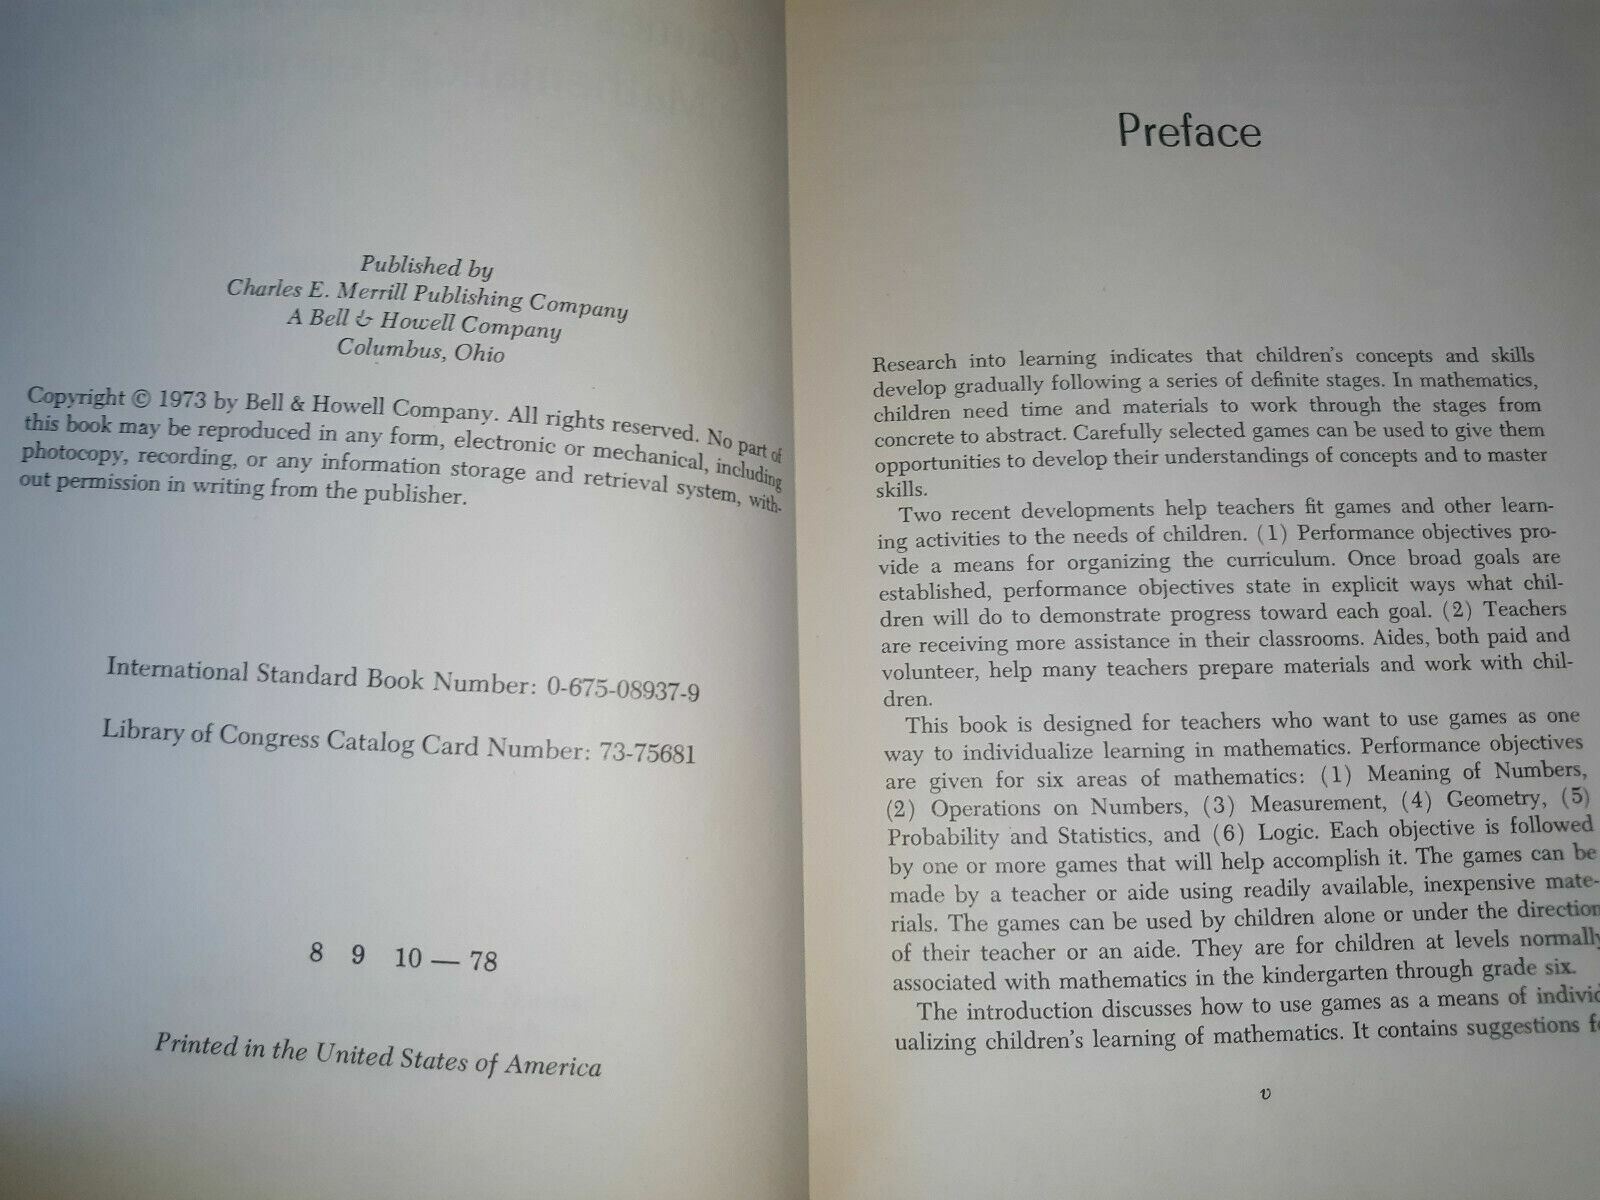 Published by
Charles E. Merrill Publishing Company
A Bell & Howell Company
Columbus, Ohio
Copyright © 1973 by Bell & Howell Company. All rights reserved. No part of
this book may be reproduced in any form, electronic or mechanical, including
photocopy, recording, or any information storage and retrieval system, with-
out permission in writing from the publisher.
International Standard Book Number: 0-675-08937-9
Library of Congress Catalog Card Number: 73-75681
8 9 10 — 78
Printed in the United States of America
Preface
Research into learning indicates that children's concepts and skills
develop gradually following a series of definite stages. In mathematics,
children need time and materials to work through the stages from
concrete to abstract. Carefully selected games can be used to give them
opportunities to develop their understandings of concepts and to master
skills.
Two recent developments help teachers fit games and other learn-
ing activities to the needs of children. (1) Performance objectives pro-
vide a means for organizing the curriculum. Once broad goals are
established, performance objectives state in explicit ways what chil-
dren will do to demonstrate progress toward each goal. (2) Teachers
are receiving more assistance in their classrooms. Aides, both paid and
volunteer, help many teachers prepare materials and work with chil-
dren.
This book is designed for teachers who want to use games as one
way to individualize learning in mathematics. Performance objectives
are given for six areas of mathematics: (1) Meaning of Numbers,
(2) Operations on Numbers, (3) Measurement, (4) Geometry, (5)
Probability and Statistics, and (6) Logic. Each objective is followed
by one or more games that will help accomplish it. The games can be
made by a teacher or aide using readily available, inexpensive mate-
rials. The games can be used by children alone or under the direction
of their teacher or an aide. They are for children at levels normally
associated with mathematics in the kindergarten through grade six.
The introduction discusses how to use games as a means of individ
ualizing children's learning of mathematics. It contains suggestions f
v